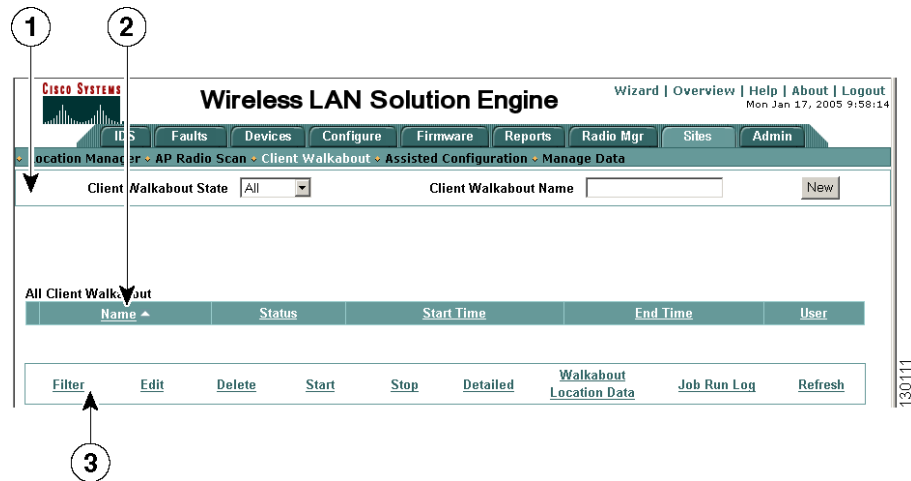 1 2
CISCO SYSTEMS
Wireless LAN Solution Engine
Wizard | Overview | Help | About | Logout
Mon Jan 17, 2005 9:58:14
IDS Faults Devices Configure Firmware Reports Radio Mgr Sites Admin
Location Manager AP Radio Scan Client Walkabout Assisted Configuration Manage Data
Client Walkabout State All Client Walkabout Name New
All Client Walkabout
Name Status Start Time End Time User
Filter Edit Delete Start Stop Detailed Walkabout Location Data Job Run Log Refresh
130111
3